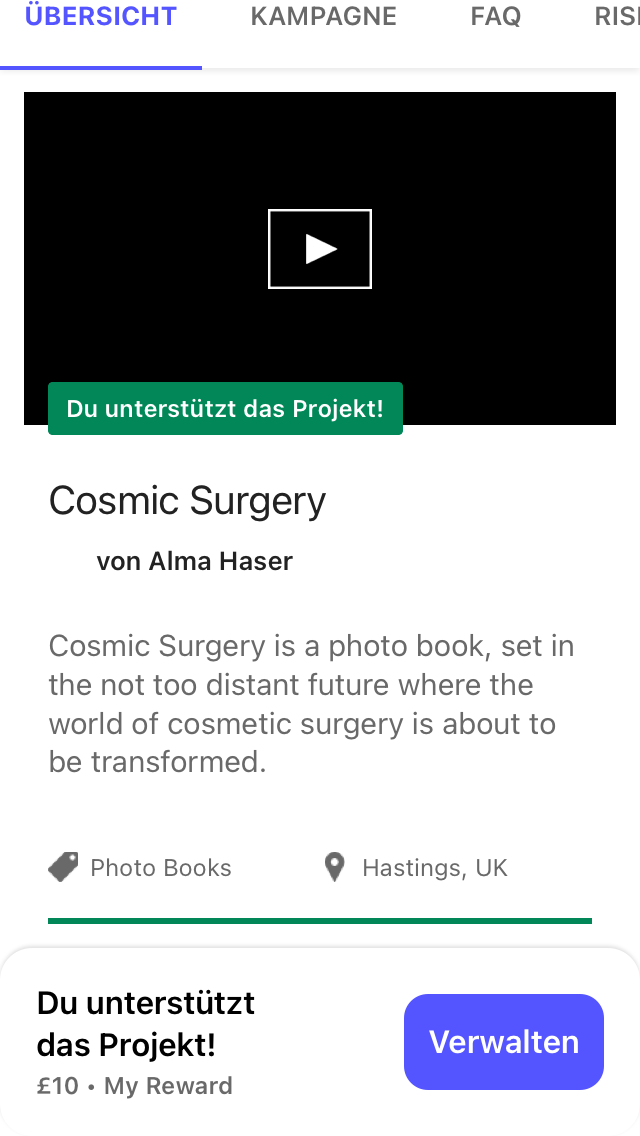 ÜBERSICHT KAMPAGNE FAQ RIS
Du unterstützt das Projekt!
Cosmic Surgery
von Alma Haser
Cosmic Surgery is a photo book, set in
the not too distant future where the
world of cosmetic surgery is about to
be transformed.
Photo Books Hastings, UK
Du unterstützt
das Projekt!
£10 • My Reward
Verwalten